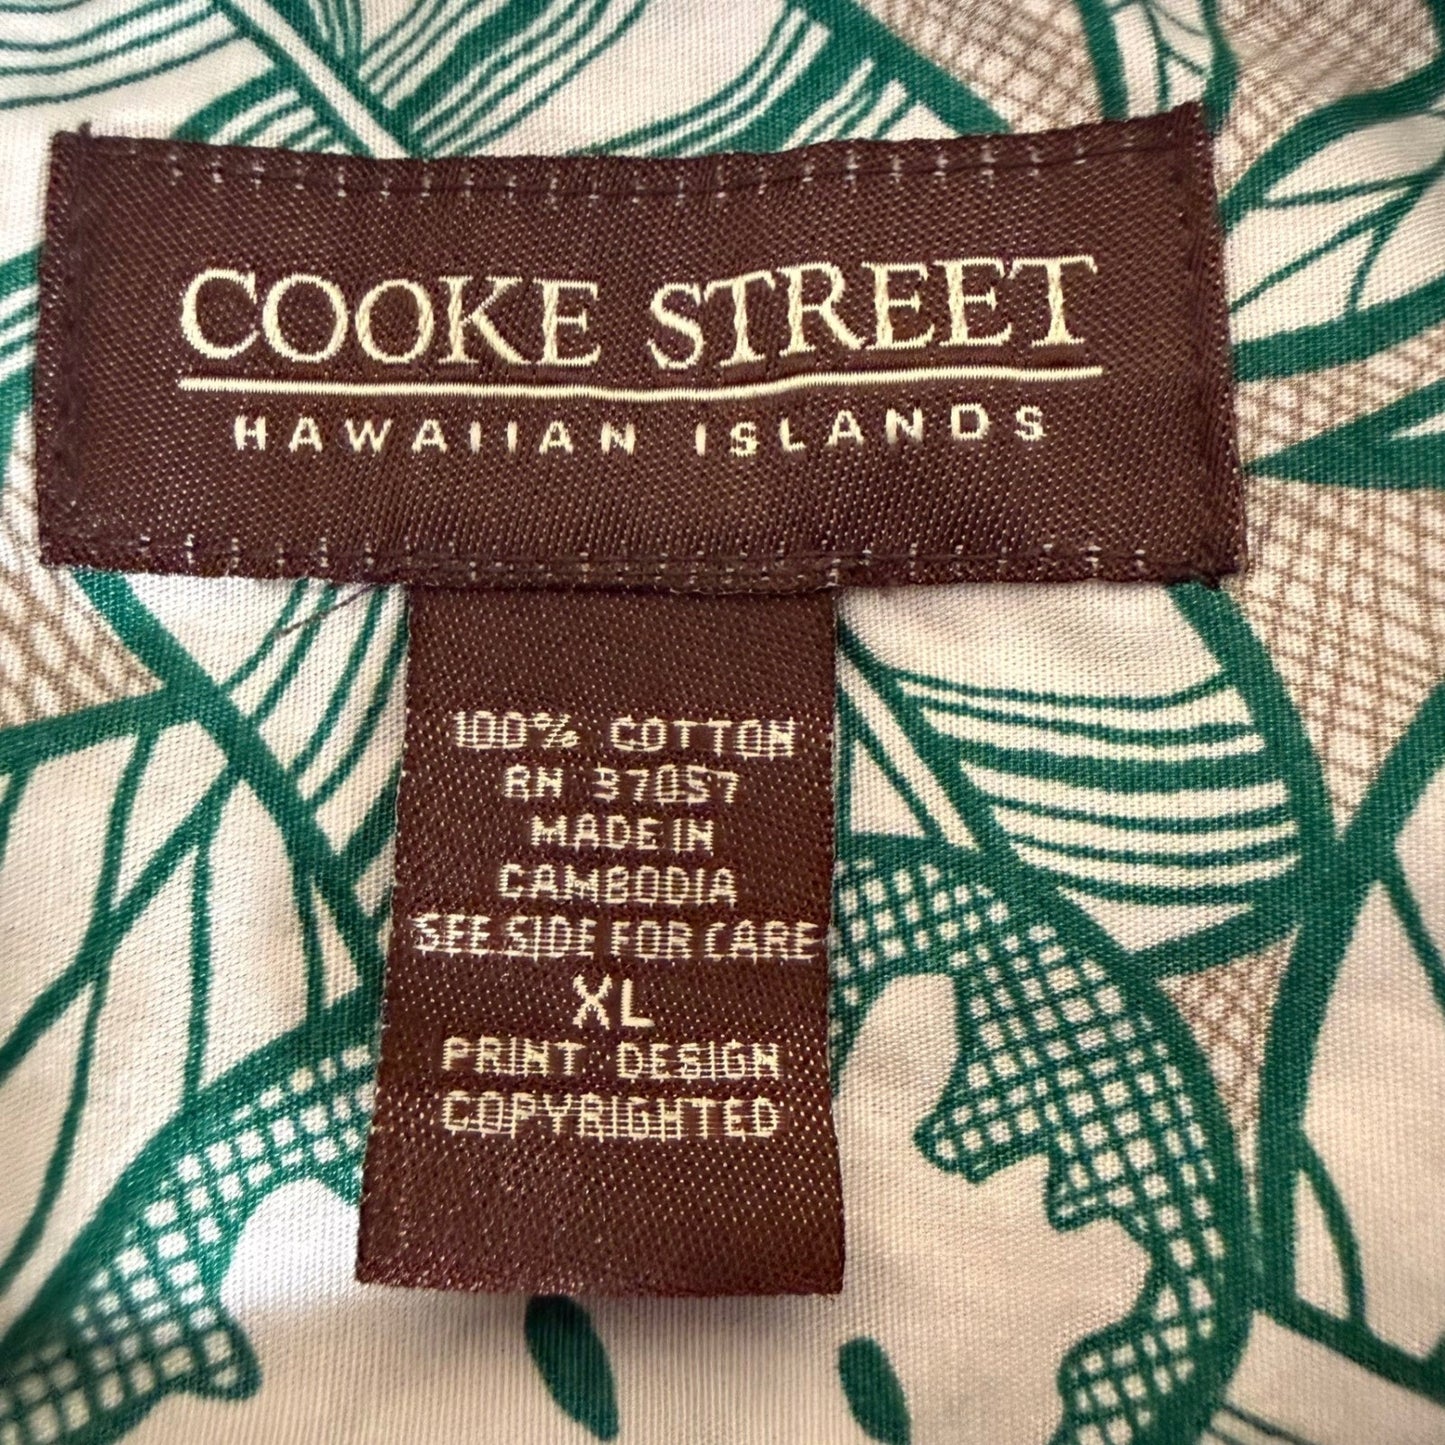 COOKE STREET
HAWAIIAN ISLANDS
100% COTTON
RN 37057
MADE IN
CAMBODIA
SEE SIDE FOR CARE
XL
PRINT DESIGN
COPYRIGHTED